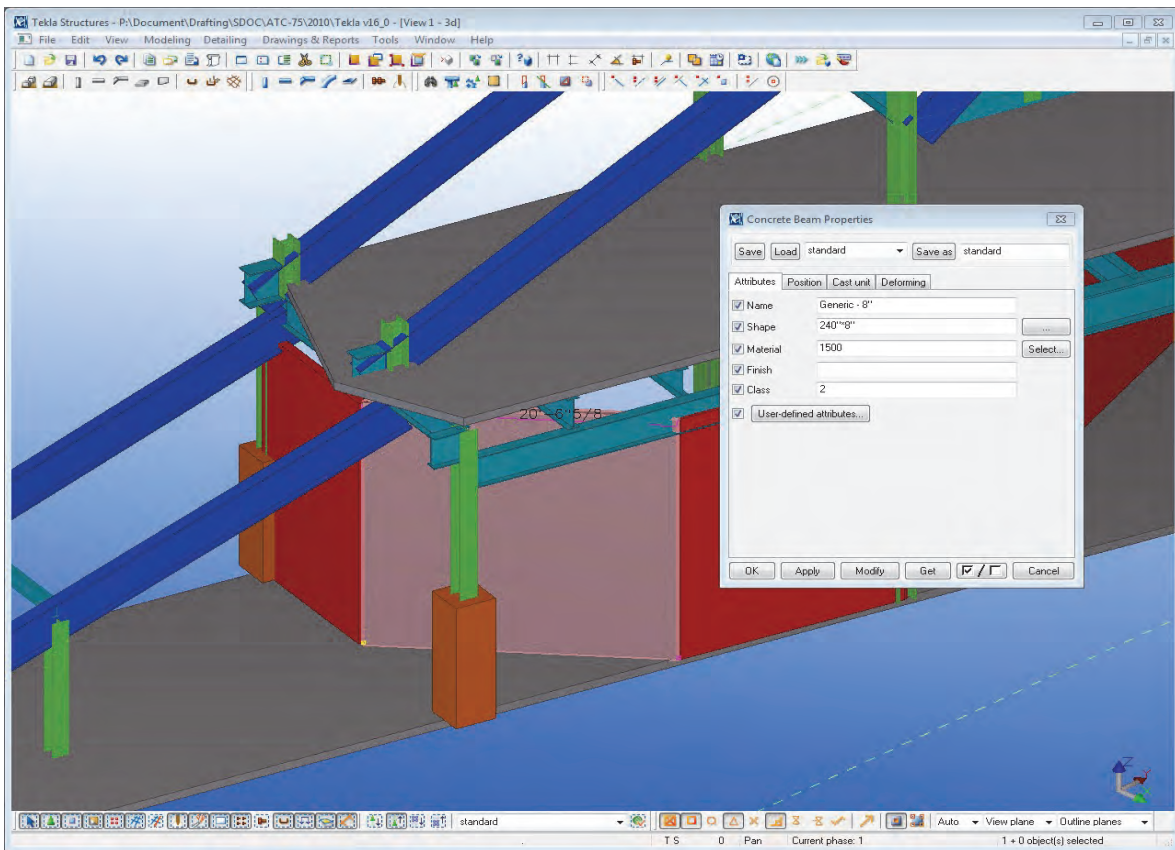 Tekla Structures - P:\Document\Drafting\SDOC\ATC-75\2010\Tekla v16_0 - [View 1 - 3d]
File Edit View Modeling Detailing Drawings & Reports Tools Window Help
Concrete Beam Properties
Save Load standard Save as standard
Attributes Position Cast unit Deforming
Name Generic - 8"
Shape 240"*8" ...
Material 1500 Select...
Finish
Class 2
User-defined attributes...
OK Apply Modify Get / Cancel
20'-6"5/8
Z
standard Auto View plane Outline planes
T S 0 Pan Current phase: 1 1 + 0 object(s) selected